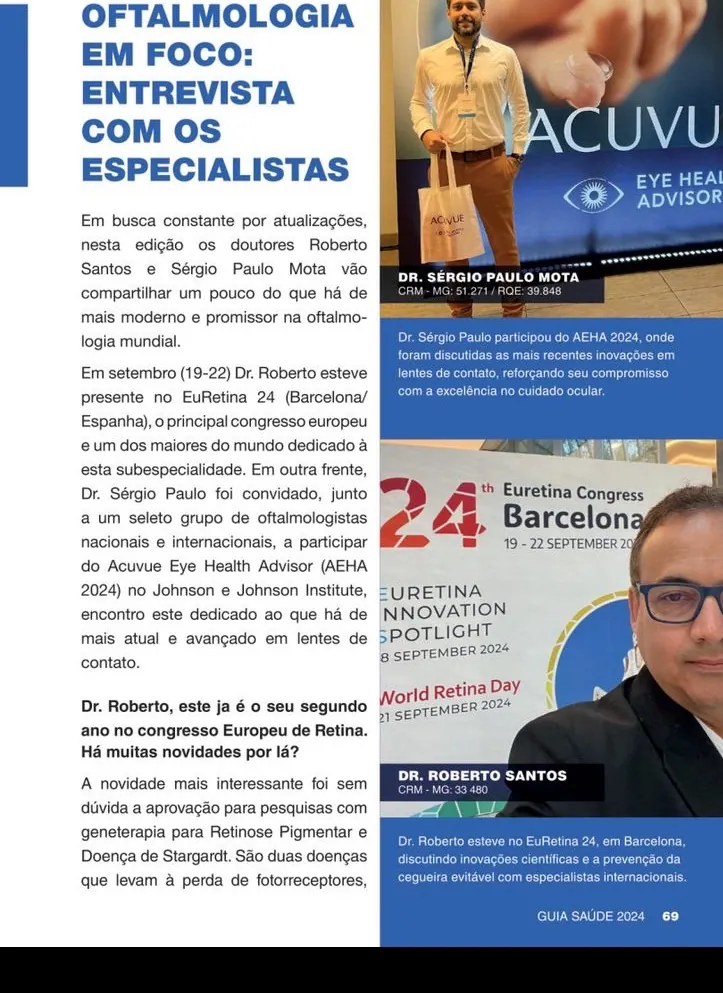 OFTALMOLOGIA
EM FOCO:
ENTREVISTA
COM OS
ESPECIALISTAS
Em busca constante por atualizações,
nesta edição os doutores Roberto
Santos e Sérgio Paulo Mota vão
compartilhar um pouco do que há de
mais moderno e promissor na oftalmo-
logia mundial.
Em setembro (19-22) Dr. Roberto esteve
presente no EuRetina 24 (Barcelona/
Espanha), o principal congresso europeu
e um dos maiores do mundo dedicado à
esta subespecialidade. Em outra frente,
Dr. Sérgio Paulo foi convidado, junto
a um seleto grupo de oftalmologistas
nacionais e internacionais, a participar
do Acuvue Eye Health Advisor (AEHA
2024) no Johnson e Johnson Institute,
encontro este dedicado ao que há de
mais atual e avançado em lentes de
contato.
Dr. Roberto, este ja é o seu segundo
ano no congresso Europeu de Retina.
Há muitas novidades por lá?
A novidade mais interessante foi sem
dúvida a aprovação para pesquisas com
geneterapia para Retinose Pigmentar e
Doença de Stargardt. São duas doenças
que levam à perda de fotorreceptores,
ACUVUE
EYE HEAL
ADVISOR
ACUVUE
DR. SÉRGIO PAULO MOTA
CRM - MG: 51.271 / RQE: 39.848
Dr. Sérgio Paulo participou do AEHA 2024, onde
foram discutidas as mais recentes inovações em
lentes de contato, reforçando seu compromisso
com a excelência no cuidado ocular.
24th Euretina Congress
Barcelona
19 - 22 SEPTEMBER 20
EURETINA
INNOVATION
SPOTLIGHT
8 SEPTEMBER 2024
World Retina Day
21 SEPTEMBER 2024
DR. ROBERTO SANTOS
CRM - MG: 33 480
Dr. Roberto esteve no EuRetina 24, em Barcelona,
discutindo inovações científicas e a prevenção da
cegueira evitável com especialistas internacionais.
GUIA SAÚDE 2024 69